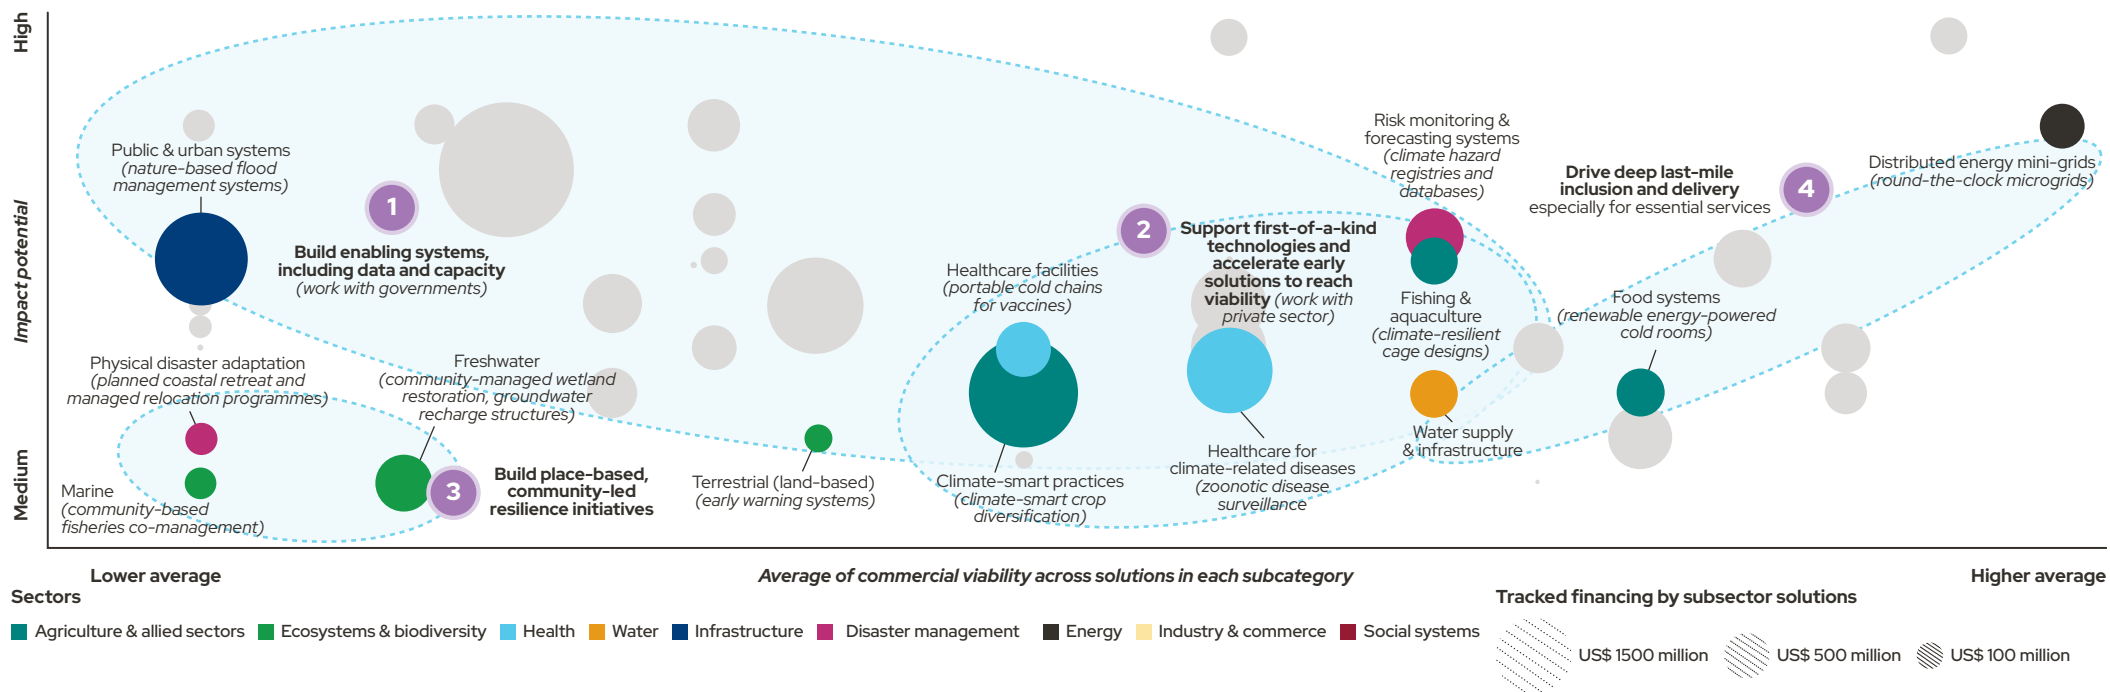 High
Impact potential
Medium
Public & urban systems
(nature-based flood
management systems)
1
Build enabling systems,
including data and capacity
(work with governments)
Physical disaster adaptation
(planned coastal retreat and
managed relocation programmes)
Marine
(community-based
fisheries co-management)
Freshwater
(community-managed wetland
restoration, groundwater
recharge structures)
3
Build place-based,
community-led
resilience initiatives
Terrestrial (land-based)
(early warning systems)
Healthcare facilities
(portable cold chains
for vaccines)
Climate-smart practices
(climate-smart crop
diversification)
2
Support first-of-a-kind
technologies and
accelerate early
solutions to reach
viability (work with
private sector)
Healthcare for
climate-related diseases
(zoonotic disease
surveillance
Risk monitoring &
forecasting systems
(climate hazard
registries and
databases)
Fishing &
aquaculture
(climate-resilient
cage designs)
Water supply
& infrastructure
Drive deep last-mile
inclusion and delivery
especially for essential services
4
Food systems
(renewable energy-powered
cold rooms)
Distributed energy mini-grids
(round-the-clock microgrids)
Lower average
Average of commercial viability across solutions in each subcategory
Higher average
Sectors
Agriculture & allied sectors
Ecosystems & biodiversity
Health
Water
Infrastructure
Disaster management
Energy
Industry & commerce
Social systems
Tracked financing by subsector solutions
US$ 1500 million
US$ 500 million
US$ 100 million